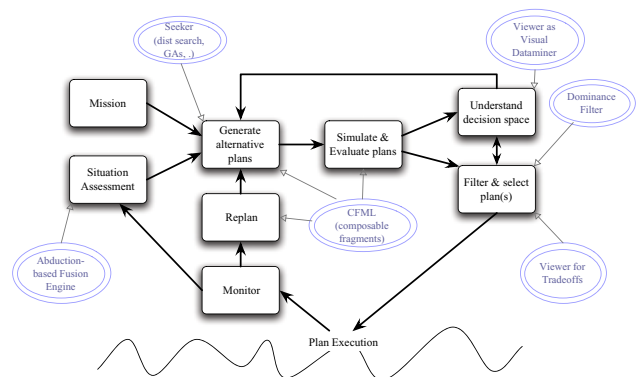 Seeker
(dist search,
GAs, .)
Viewer as
Visual
Dataminer
Mission
Generate
alternative
plans
Simulate &
Evaluate plans
Understand
decision space
Dominance
Filter
Situation
Assessment
Filter & select
plan(s)
Replan
CFML
(composable
fragments)
Abduction-
based Fusion
Engine
Monitor
Viewer for
Tradeoffs
Plan Execution